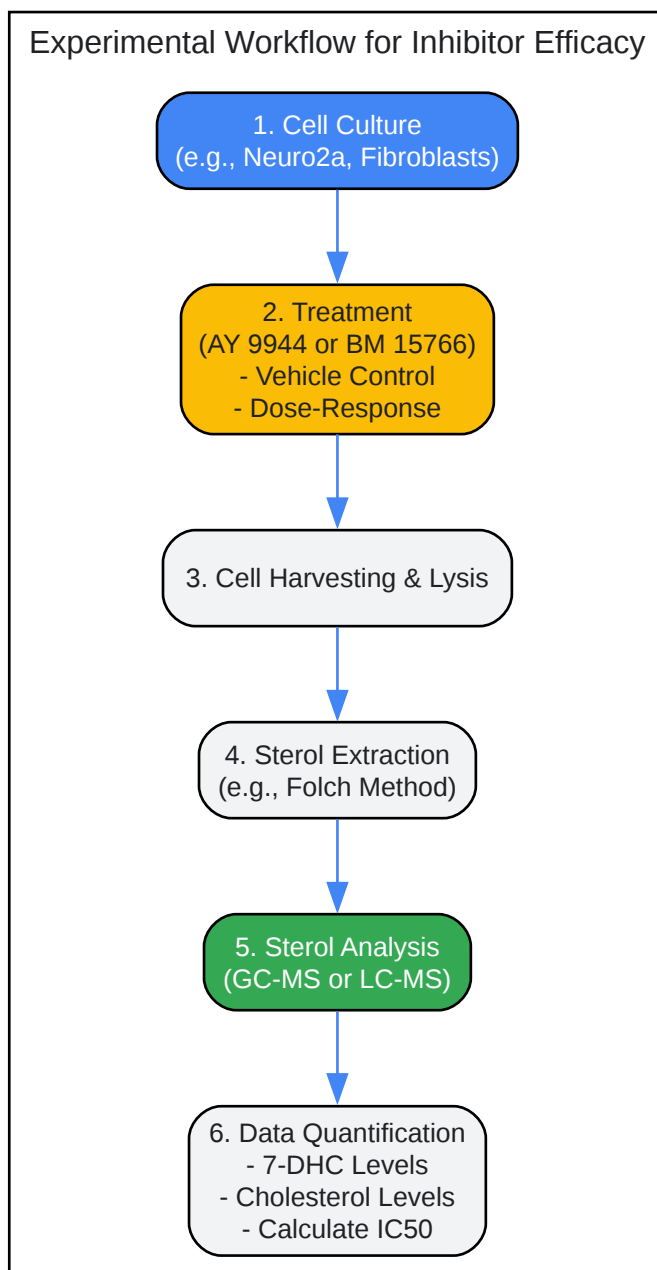 Experimental Workflow for Inhibitor Efficacy
1. Cell Culture
(e.g., Neuro2a, Fibroblasts)
2. Treatment
(AY 9944 or BM 15766)
- Vehicle Control
- Dose-Response
3. Cell Harvesting & Lysis
4. Sterol Extraction
(e.g., Folch Method)
5. Sterol Analysis
(GC-MS or LC-MS)
6. Data Quantification
- 7-DHC Levels
- Cholesterol Levels
- Calculate IC50